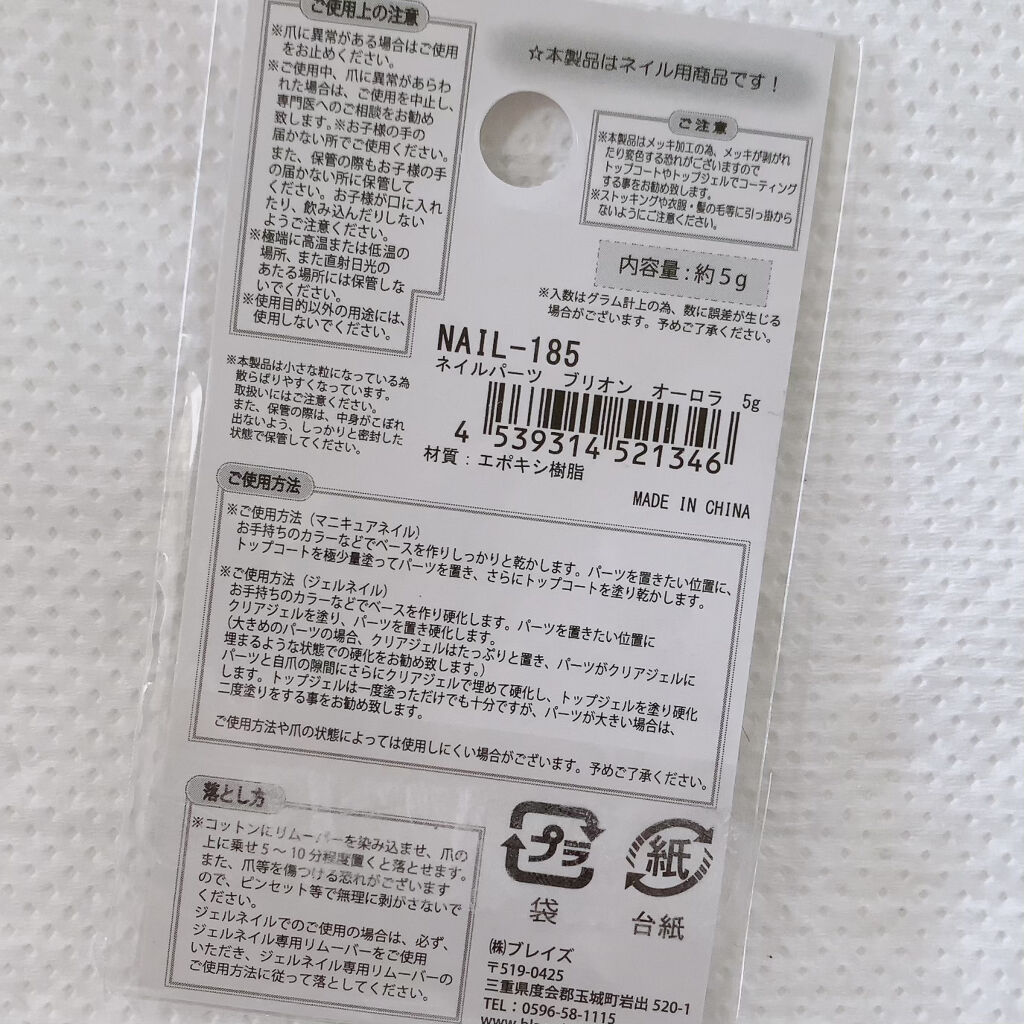 ご使用上の注意
※爪に異常がある場合はご使用
をお止めください。
※ご使用中、爪に異常があらわ
れた場合は、ご使用を中止し、
専門医へのご相談をお勧め
致します。※お子様の手の
届かない所でご使用ください。
また、保管の際もお子様の手
の届かない所に保管して
ください。お子様が口に入れ
たり、飲み込んだりしない
ようご注意ください。
※極端に高温または低温の
場所、また直射日光の
あたる場所には保管しな
いでください。
※使用目的以外の用途には、
使用しないでください。
※本製品は小さな粒になっている為
散らばりやすくなっています。
取扱いにはご注意ください。
また、保管の際は、中身がこぼれ
出ないよう、しっかりと密封した
状態で保管してください。
☆本製品はネイル用商品です！
ご注意
※本製品はメッキ加工の為、メッキが剥がれ
たり変色する恐れがございますので
トップコートやトップジェルでコーティング
する事をお勧め致します。
※ストッキングや衣服・髪の毛等に引っ掛から
ないようにご注意ください。
内容量：約5g
※入数はグラム計上の為、数に誤差が生じる
場合がございます。予めご了承ください。
NAIL-185
ネイルパーツ ブリオン オーロラ 5g
4 539314 521346
材質：エポキシ樹脂
MADE IN CHINA
ご使用方法
※ご使用方法（マニキュアネイル）
お手持ちのカラーなどでベースを作りしっかりと乾かします。パーツを置きたい位置に、
トップコートを極少量塗ってパーツを置き、さらにトップコートを塗り乾かします。
※ご使用方法（ジェルネイル）
お手持ちのカラーなどでベースを作り硬化します。パーツを置きたい位置に
クリアジェルを塗り、パーツを置き硬化します。
（大きめのパーツの場合、クリアジェルはたっぷりと置き、パーツがクリアジェルに
埋まるような状態での硬化をお勧め致します。）
パーツと自爪の隙間にさらにクリアジェルで埋めて硬化し、トップジェルを塗り硬化
します。トップジェルは一度塗っただけでも十分ですが、パーツが大きい場合は、
二度塗りをする事をお勧め致します。
ご使用方法や爪の状態によっては使用しにくい場合がございます。予めご了承ください。
落とし方
※コットンにリムーバーを染み込ませ、爪の
上に乗せ5～10分程度置くと落とせます。
また、爪等を傷つける恐れがございます
ので、ピンセット等で無理に剥がさないで
ください。
ジェルネイルでのご使用の場合は、必ず、
ジェルネイル専用リムーバーをご使用
いただき、ジェルネイル専用リムーバーの
ご使用方法に従って落としてください。
プラ
袋
紙
台紙
㈱ブレイズ
〒519-0425
三重県度会郡玉城町岩出 520-1
TEL：0596-58-1115